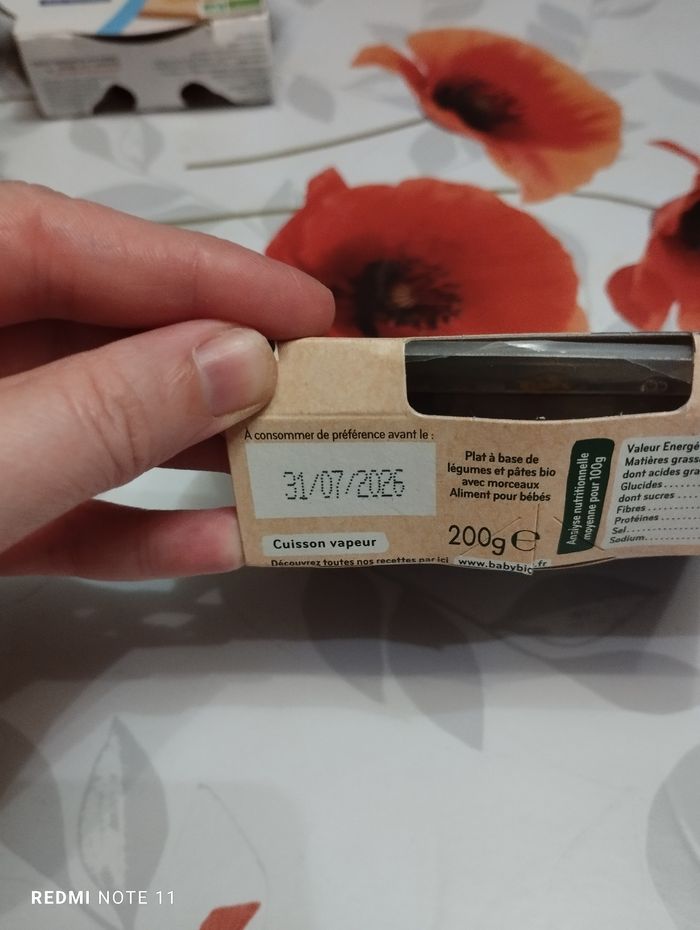 À consommer de préférence avant le :
31/07/2026
Cuisson vapeur
Découvrez toutes nos recettes par ici
www.babybio.fr
Plat à base de
légumes et pâtes bio
avec morceaux
Aliment pour bébés
200g e
Analyse nutritionnelle
moyenne pour 100g
Valeur Energé
Matières grass
dont acides gra
Glucides
dont sucres
Fibres
Protéines
Sel
Sodium
REDMI NOTE 11